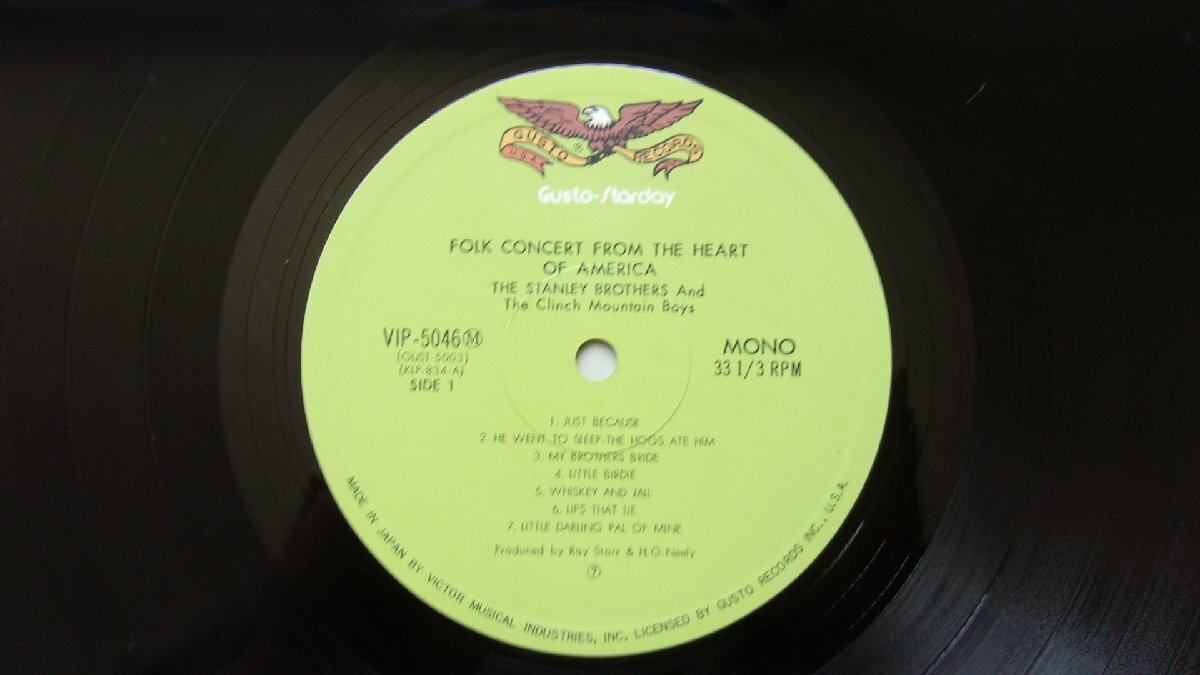 GUSTO RECORDS
U.S.A.
Gusto-Starday
FOLK CONCERT FROM THE HEART
OF AMERICA
THE STANLEY BROTHERS And
The Clinch Mountain Boys
VIP-5046 Ⓜ
(GUST-5003)
(KLP-834-A)
SIDE 1
MONO
33 1/3 RPM
1. JUST BECAUSE
2. HE WENT TO SLEEP-THE HOGS ATE HIM
3. MY BROTHERS BRIDE
4. LITTLE BIRDIE
5. WHISKEY AND JAIL
6. LIPS THAT LIE
7. LITTLE DARLING PAL OF MINE
Produced by Ray Starr & H.O. Neely
⑦
MADE IN JAPAN BY VICTOR MUSICAL INDUSTRIES, INC. LICENSED BY GUSTO RECORDS INC., U.S.A.